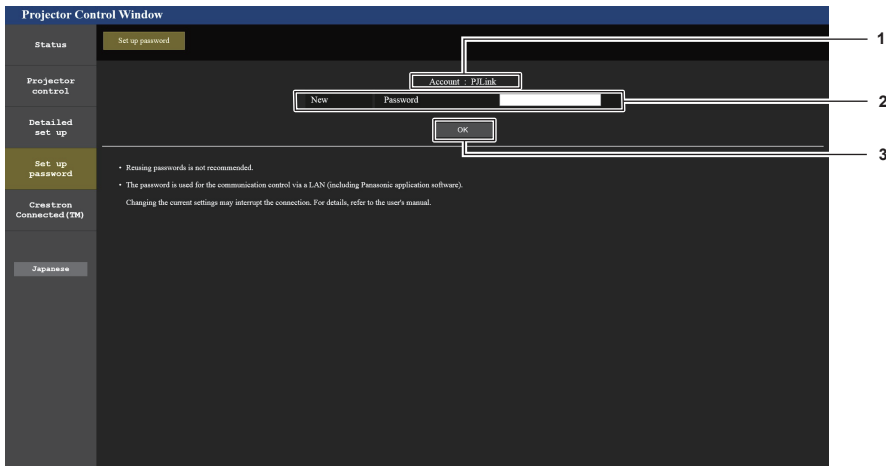 Projector Control Window
Status
Set up password
1
Projector
control
Account : PJLink
New Password
2
Detailed
set up
OK
3
Set up
password
• Reusing passwords is not recommended.
• The password is used for the communication control via a LAN (including Panasonic application software).
Changing the current settings may interrupt the connection. For details, refer to the user's manual.
Crestron
Connected(TM)
Japanese